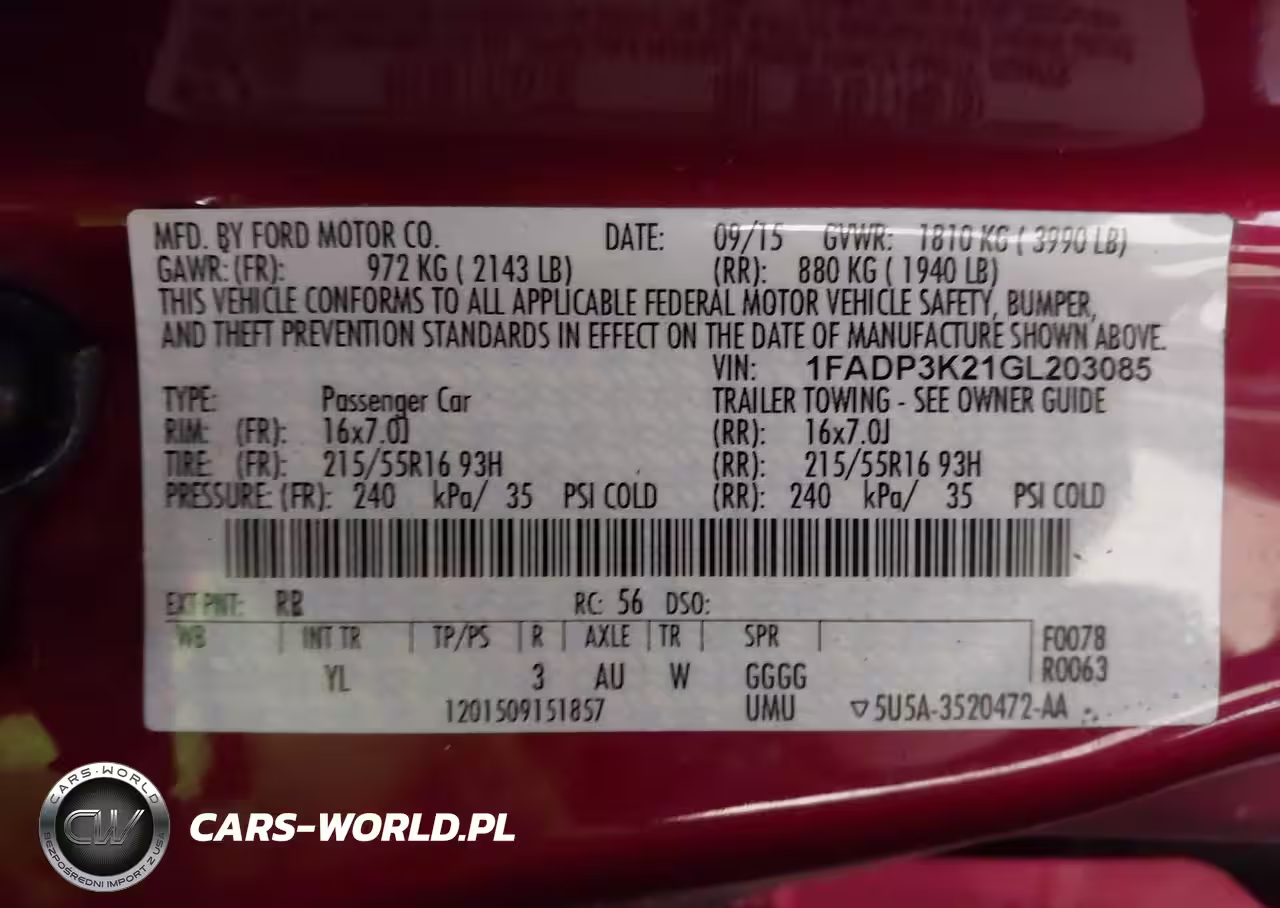 MFD. BY FORD MOTOR CO. DATE: 09/15 GVWR: 1810 KG ( 3990 LB)
GAWR: (FR): 972 KG ( 2143 LB) (RR): 880 KG ( 1940 LB)
THIS VEHICLE CONFORMS TO ALL APPLICABLE FEDERAL MOTOR VEHICLE SAFETY, BUMPER,
AND THEFT PREVENTION STANDARDS IN EFFECT ON THE DATE OF MANUFACTURE SHOWN ABOVE.
VIN: 1FADP3K21GL203085
TYPE: Passenger Car TRAILER TOWING - SEE OWNER GUIDE
RIM: (FR): 16x7.0J (RR): 16x7.0J
TIRE: (FR): 215/55R16 93H (RR): 215/55R16 93H
PRESSURE: (FR): 240 kPa/ 35 PSI COLD (RR): 240 kPa/ 35 PSI COLD
EXT PNT: RC: 56 DSO:
WB INT TR TP/PS R AXLE TR SPR F0078
YL 3 AU W GGGG R0063
1201509151857 UMU ▽5U5A-3520472-AA
CARS-WORLD
CW
BEZPOŚREDNI IMPORT Z USA
CARS-WORLD.PL